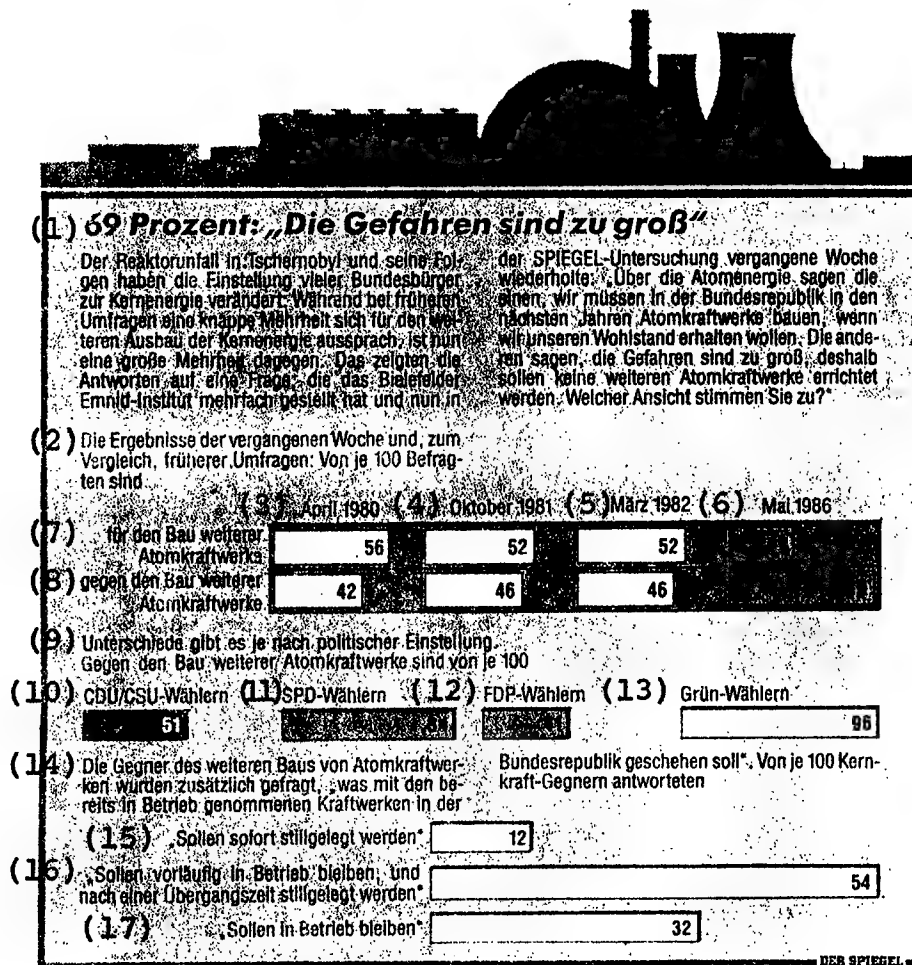 (1) 69 Prozent: „Die Gefahren sind zu groß“
Der Reaktorunfall in Tschernobyl und seine Fol-
gen haben die Einstellung vieler Bundesbürger
zur Kernenergie verändert: Während bei früheren
Umfragen eine knappe Mehrheit sich für den wei-
teren Ausbau der Kernenergie aussprach, ist nun
eine große Mehrheit dagegen. Das zeigten die
Antworten auf eine Frage, die das Bielefelder
Emnid-Institut mehrfach gestellt hat und nun in
der SPIEGEL-Untersuchung vergangene Woche
wiederholte: „Über die Atomenergie sagen die
einen, wir müssen in der Bundesrepublik in den
nächsten Jahren Atomkraftwerke bauen, wenn
wir unseren Wohlstand erhalten wollen. Die ande-
ren sagen, die Gefahren sind zu groß, deshalb
sollen keine weiteren Atomkraftwerke errichtet
werden. Welcher Ansicht stimmen Sie zu?“
(2) Die Ergebnisse der vergangenen Woche und, zum
Vergleich, früherer Umfragen: Von je 100 Befrag-
ten sind
(3) April 1980 (4) Oktober 1981 (5) März 1982 (6) Mai 1986
(7) für den Bau weiterer
Atomkraftwerke
56 52 52
(8) gegen den Bau weiterer
Atomkraftwerke
42 46 46
(9) Unterschiede gibt es je nach politischer Einstellung.
Gegen den Bau weiterer Atomkraftwerke sind von je 100
(10) CDU/CSU-Wählern (11) SPD-Wählern (12) FDP-Wählern (13) Grün-Wählern
51 96
(14) Die Gegner des weiteren Baus von Atomkraftwer-
ken wurden zusätzlich gefragt, „was mit den be-
reits in Betrieb genommenen Kraftwerken in der
Bundesrepublik geschehen soll“. Von je 100 Kern-
kraft-Gegnern antworteten
(15) „Sollen sofort stillgelegt werden“ 12
(16) „Sollen vorläufig in Betrieb bleiben und
nach einer Übergangszeit stillgelegt werden“ 54
(17) „Sollen in Betrieb bleiben“ 32
DER SPIEGEL